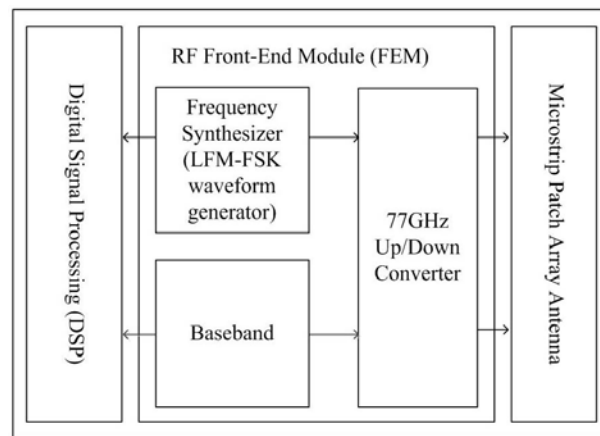 Digital Signal Processing (DSP)
RF Front-End Module (FEM)
Frequency
Synthesizer
(LFM-FSK
waveform
generator)
Baseband
77GHz
Up/Down
Converter
Microstrip Patch Array Antenna